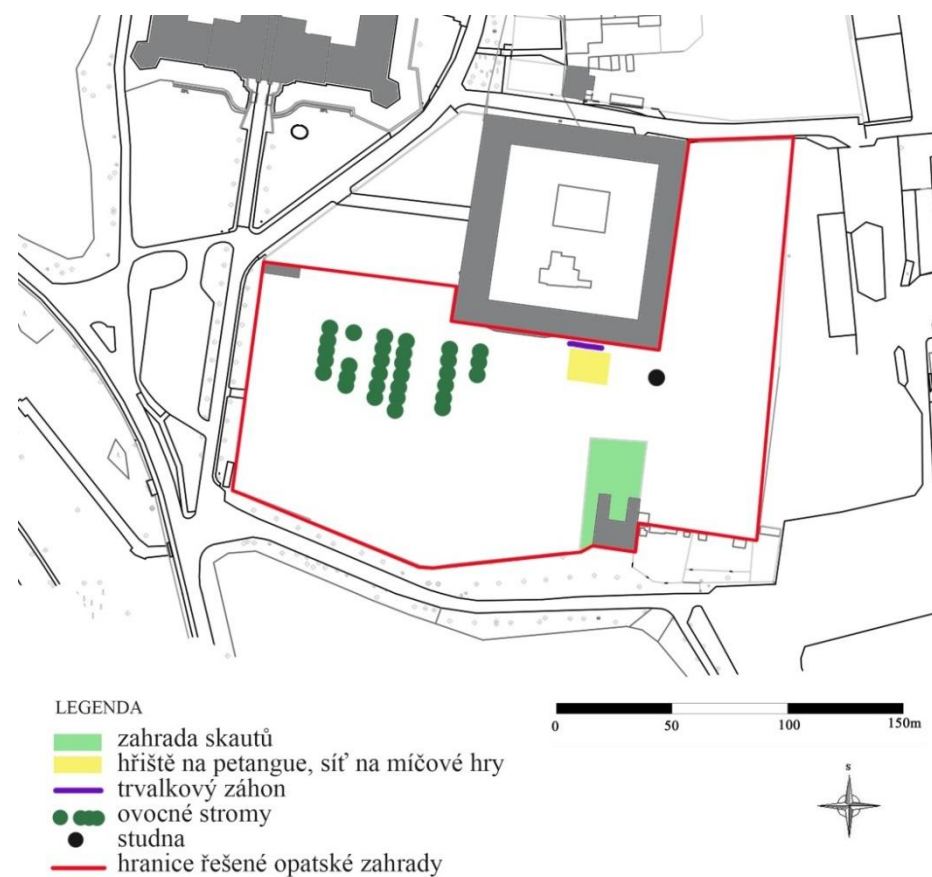 LEGENDA
zahrada skautů
hřiště na petangue, síť na míčové hry
trvalkový záhon
ovocné stromy
studna
hranice řešené opatské zahrady
0 50 100 150m
S